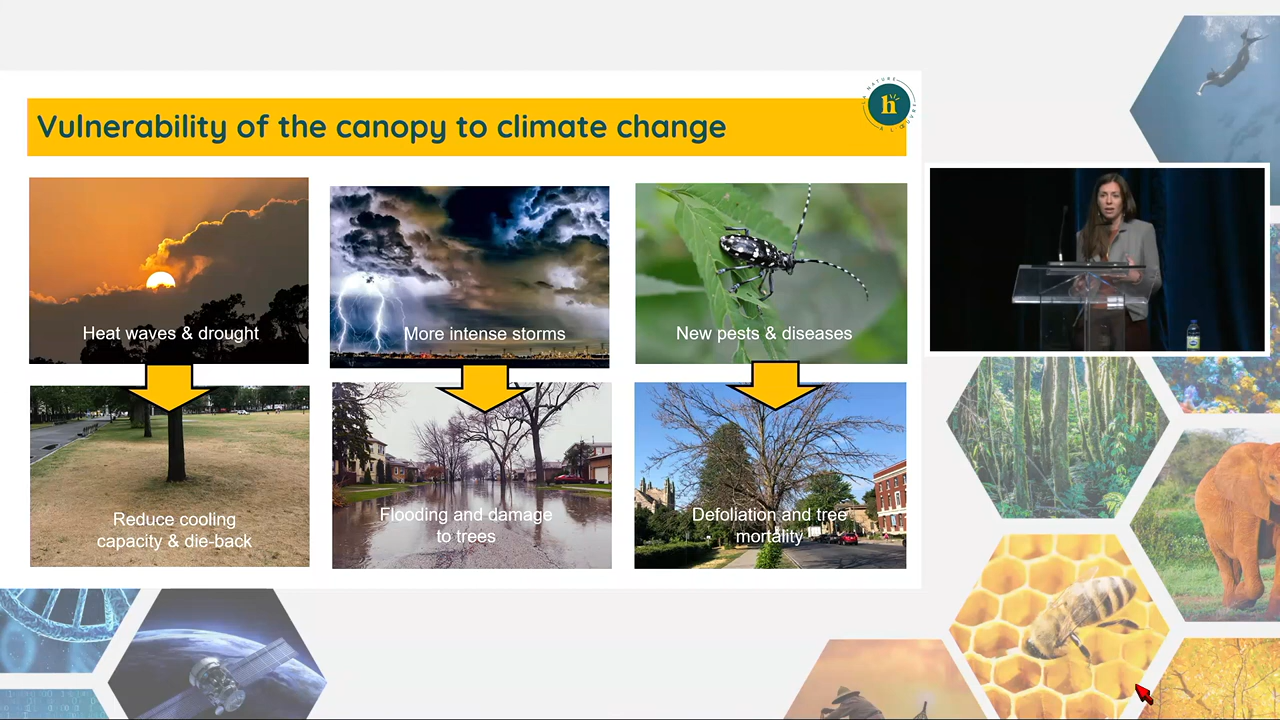 Vulnerability of the canopy to climate change
h
Heat waves & drought
More intense storms
New pests & diseases
Reduce cooling
capacity & die-back
Flooding and damage
to trees
Defoliation and tree
mortality